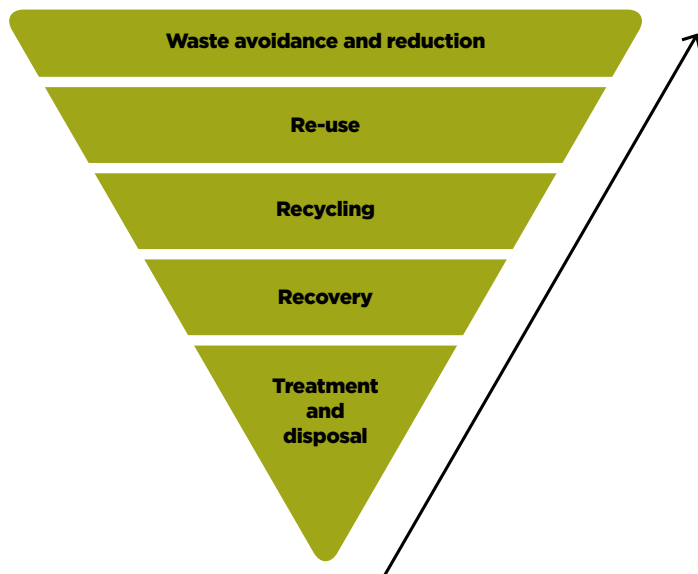 Waste avoidance and reduction
Re-use
Recycling
Recovery
Treatment
and
disposal